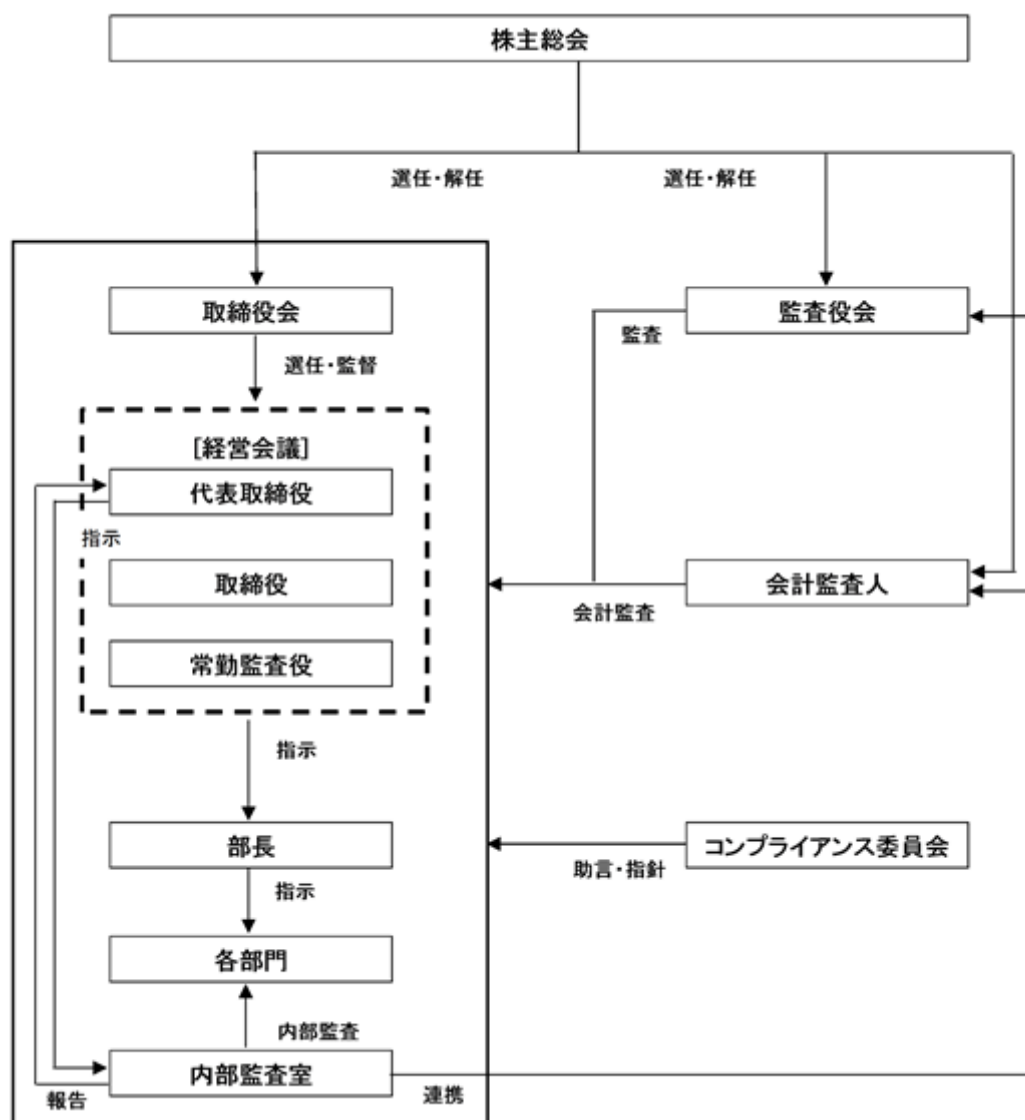 株主総会
選任・解任
選任・解任
取締役会
監査役会
監査
選任・監督
[経営会議]
代表取締役
指示
取締役
会計監査人
会計監査
常勤監査役
指示
部長
コンプライアンス委員会
助言・指針
指示
各部門
内部監査
内部監査室
報告
連携